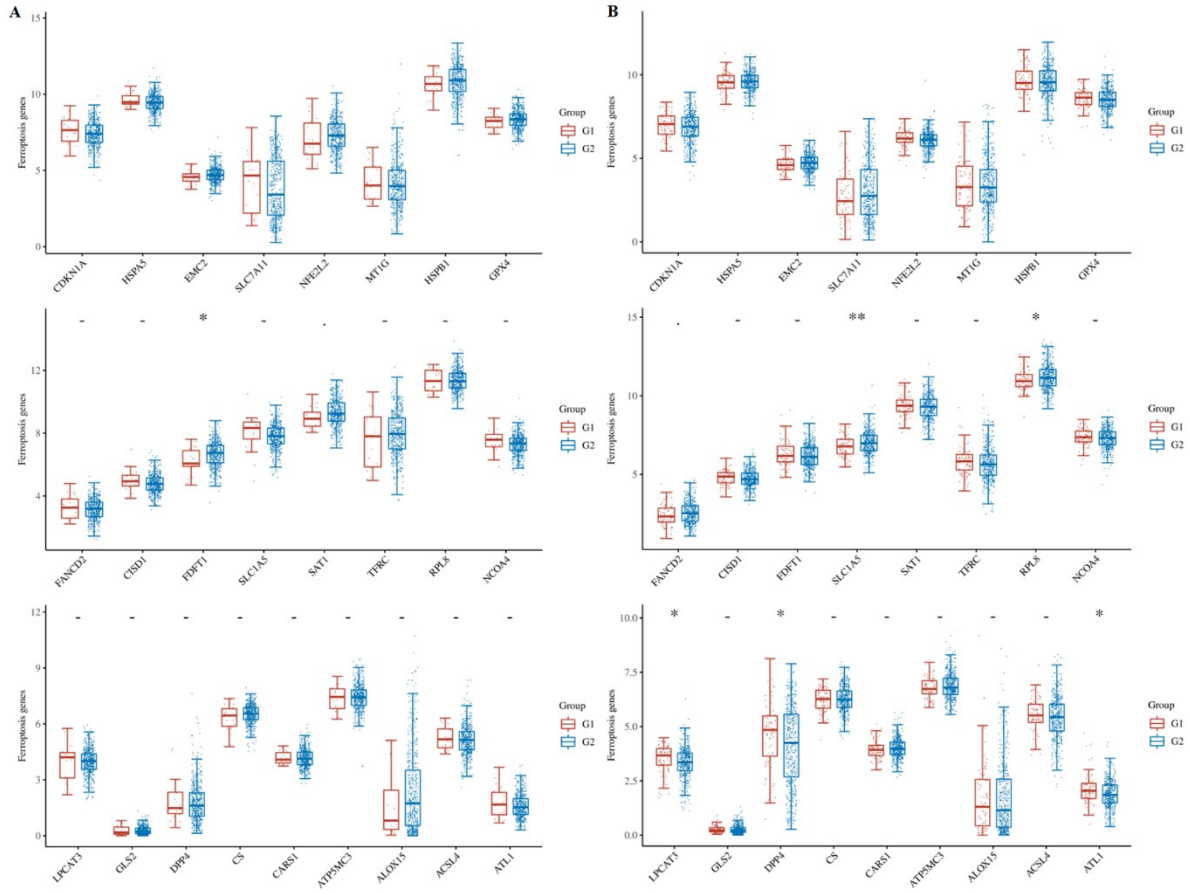 A
B
15
10
5
0
Ferroptosis genes
CDKN1A
HSPA5
EMC2
SLC7A11
NFE2L2
MT1G
HSPB1
GPX4
Group
G1
G2
10
5
0
Ferroptosis genes
CDKN1A
HSPA5
EMC2
SLC7A11
NFE2L2
MT1G
HSPB1
GPX4
Group
G1
G2
- - * - . - - -
12
8
4
Ferroptosis genes
FANCD2
CISD1
FDFT1
SLC1A5
SAT1
TFRC
RPL8
NCOA4
Group
G1
G2
. - - ** - - * -
15
10
5
Ferroptosis genes
FANCD2
CISD1
FDFT1
SLC1A5
SAT1
TFRC
RPL8
NCOA4
Group
G1
G2
- - - - - - - - -
12
9
6
3
0
Ferroptosis genes
LPCAT3
GLS2
DPP4
CS
CARS1
ATP5MC3
ALOX15
ACSL4
ATL1
Group
G1
G2
* - * - - - - - *
10.0
7.5
5.0
2.5
0.0
Ferroptosis genes
LPCAT3
GLS2
DPP4
CS
CARS1
ATP5MC3
ALOX15
ACSL4
ATL1
Group
G1
G2